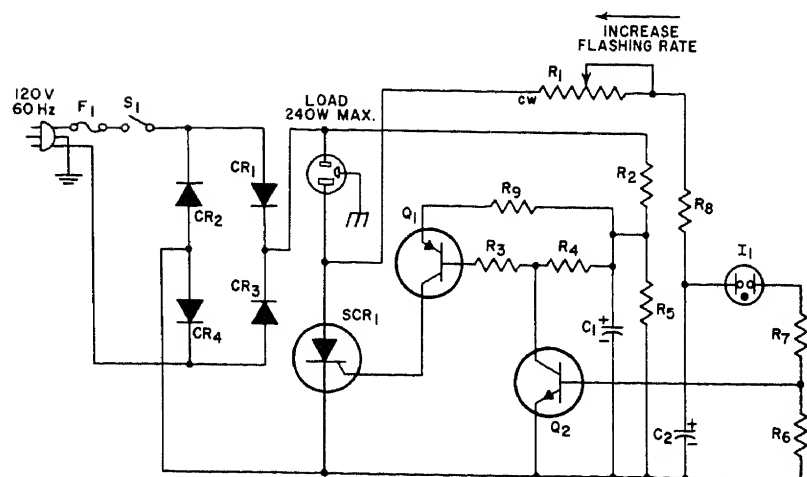 INCREASE
FLASHING RATE
R1
cw
120V
60 Hz
F1
S1
LOAD
240W MAX.
CR1
CR2
CR3
CR4
R2
R8
R9
Q1
R3
R4
I1
R5
R7
SCR1
C1
+
-
Q2
C2
+
-
R6